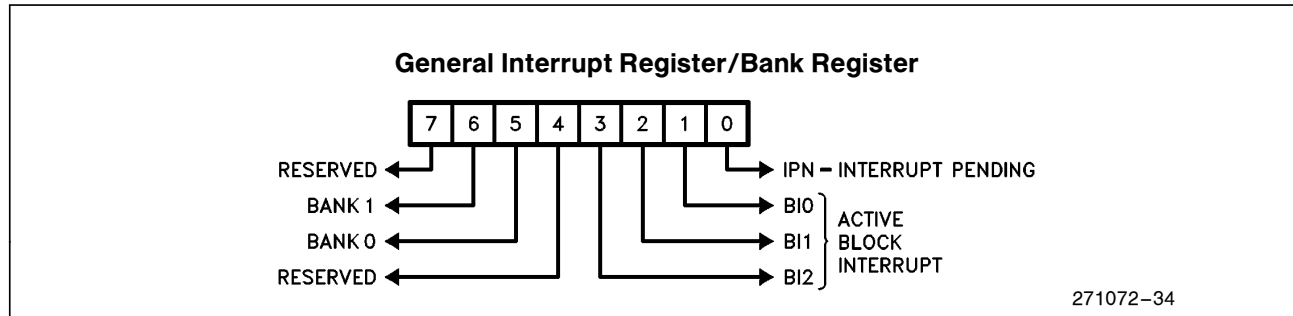 General Interrupt Register/Bank Register
7 6 5 4 3 2 1 0
RESERVED
BANK 1
BANK 0
RESERVED
IPN – INTERRUPT PENDING
BI0
BI1
BI2
ACTIVE
BLOCK
INTERRUPT
271072–34